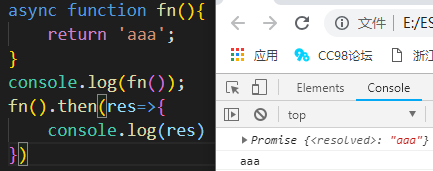 async function fn(){
    return 'aaa';
}
console.log(fn());
fn().then(res=>{
    console.log(res)
})
文件 | E:/ES
应用 CC98论坛 浙江
Elements Console
top
Promise {<resolved>: "aaa"}
aaa